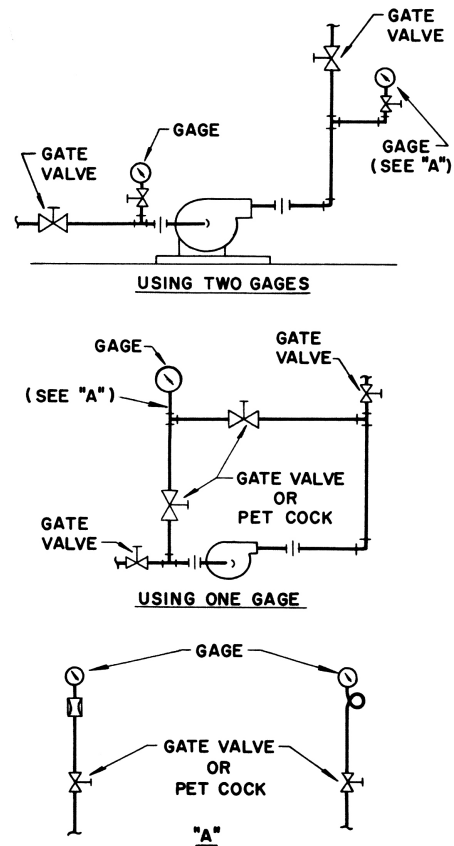 GATE
VALVE
GAGE
GATE
VALVE
GAGE
(SEE "A")
USING TWO GAGES
GAGE
(SEE "A")
GATE
VALVE
GATE VALVE
OR
PET COCK
GATE
VALVE
USING ONE GAGE
GAGE
GATE VALVE
OR
PET COCK
"A"